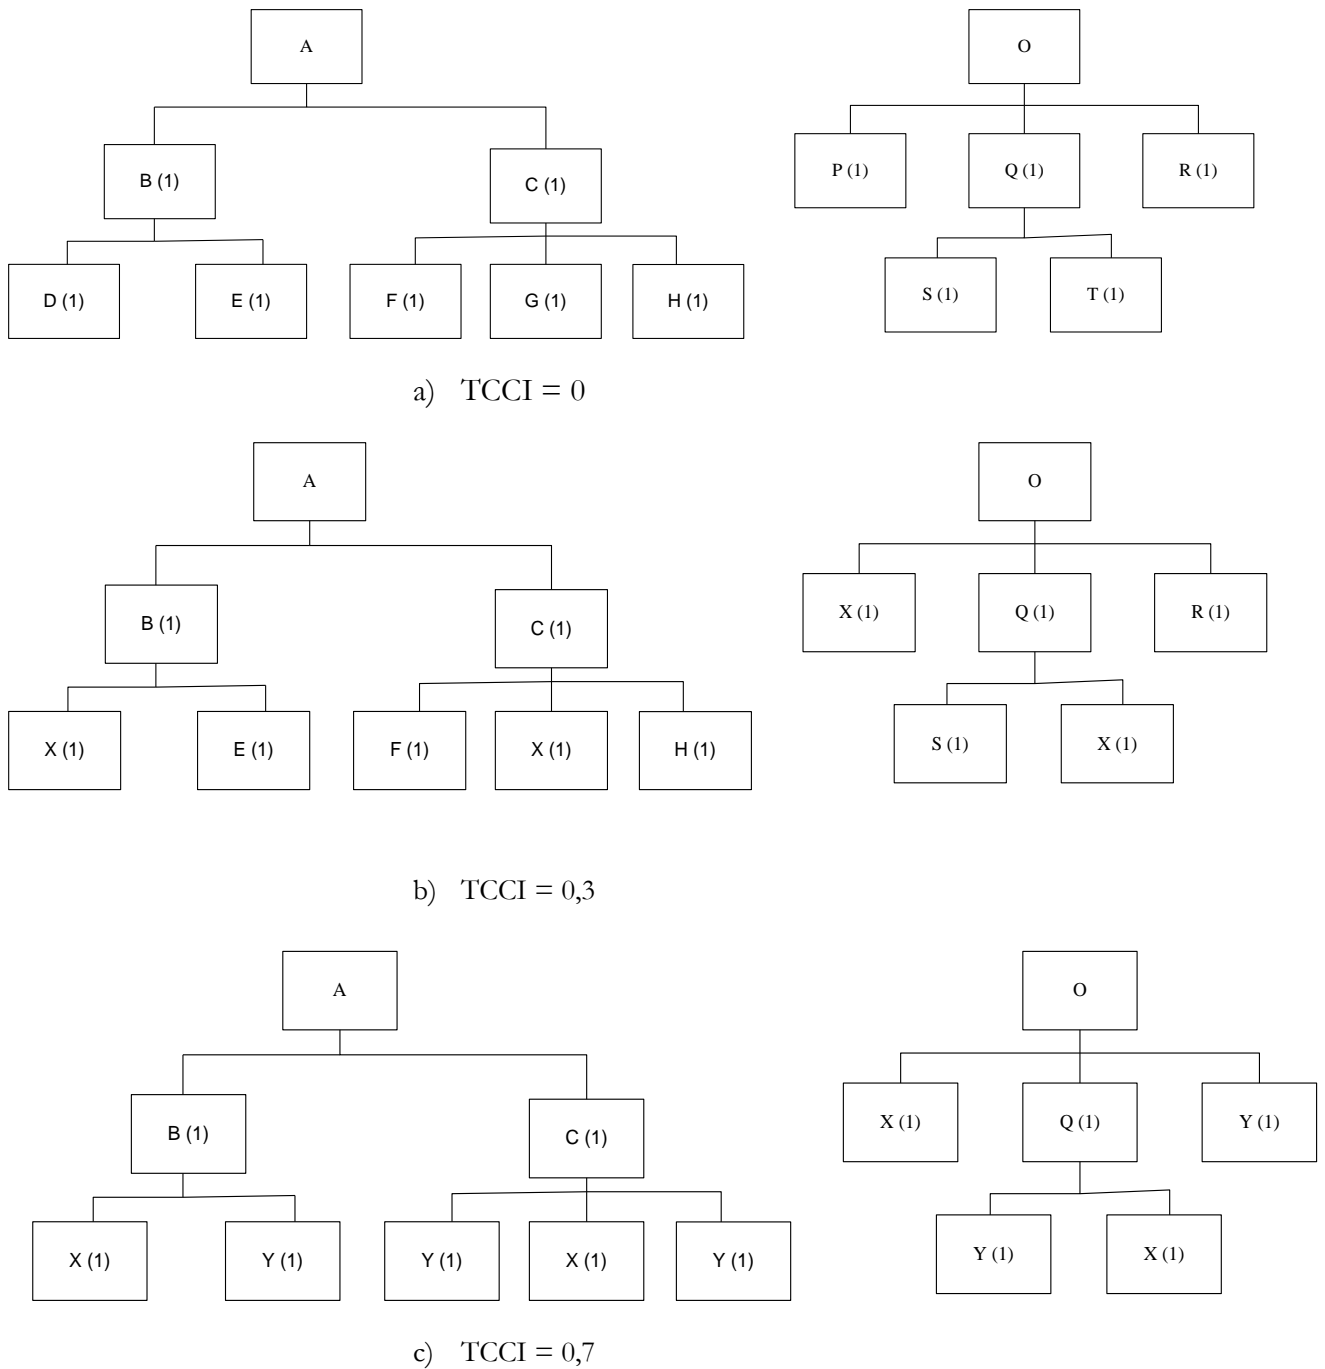 A O
P (1) Q (1) R (1)
B (1) C (1)
D (1) E (1) F (1) G (1) H (1) S (1) T (1)
a) TCCI = 0
A O
X (1) Q (1) R (1)
B (1) C (1)
X (1) E (1) F (1) X (1) H (1) S (1) X (1)
b) TCCI = 0,3
A O
X (1) Q (1) Y (1)
B (1) C (1)
X (1) Y (1) Y (1) X (1) Y (1) Y (1) X (1)
c) TCCI = 0,7